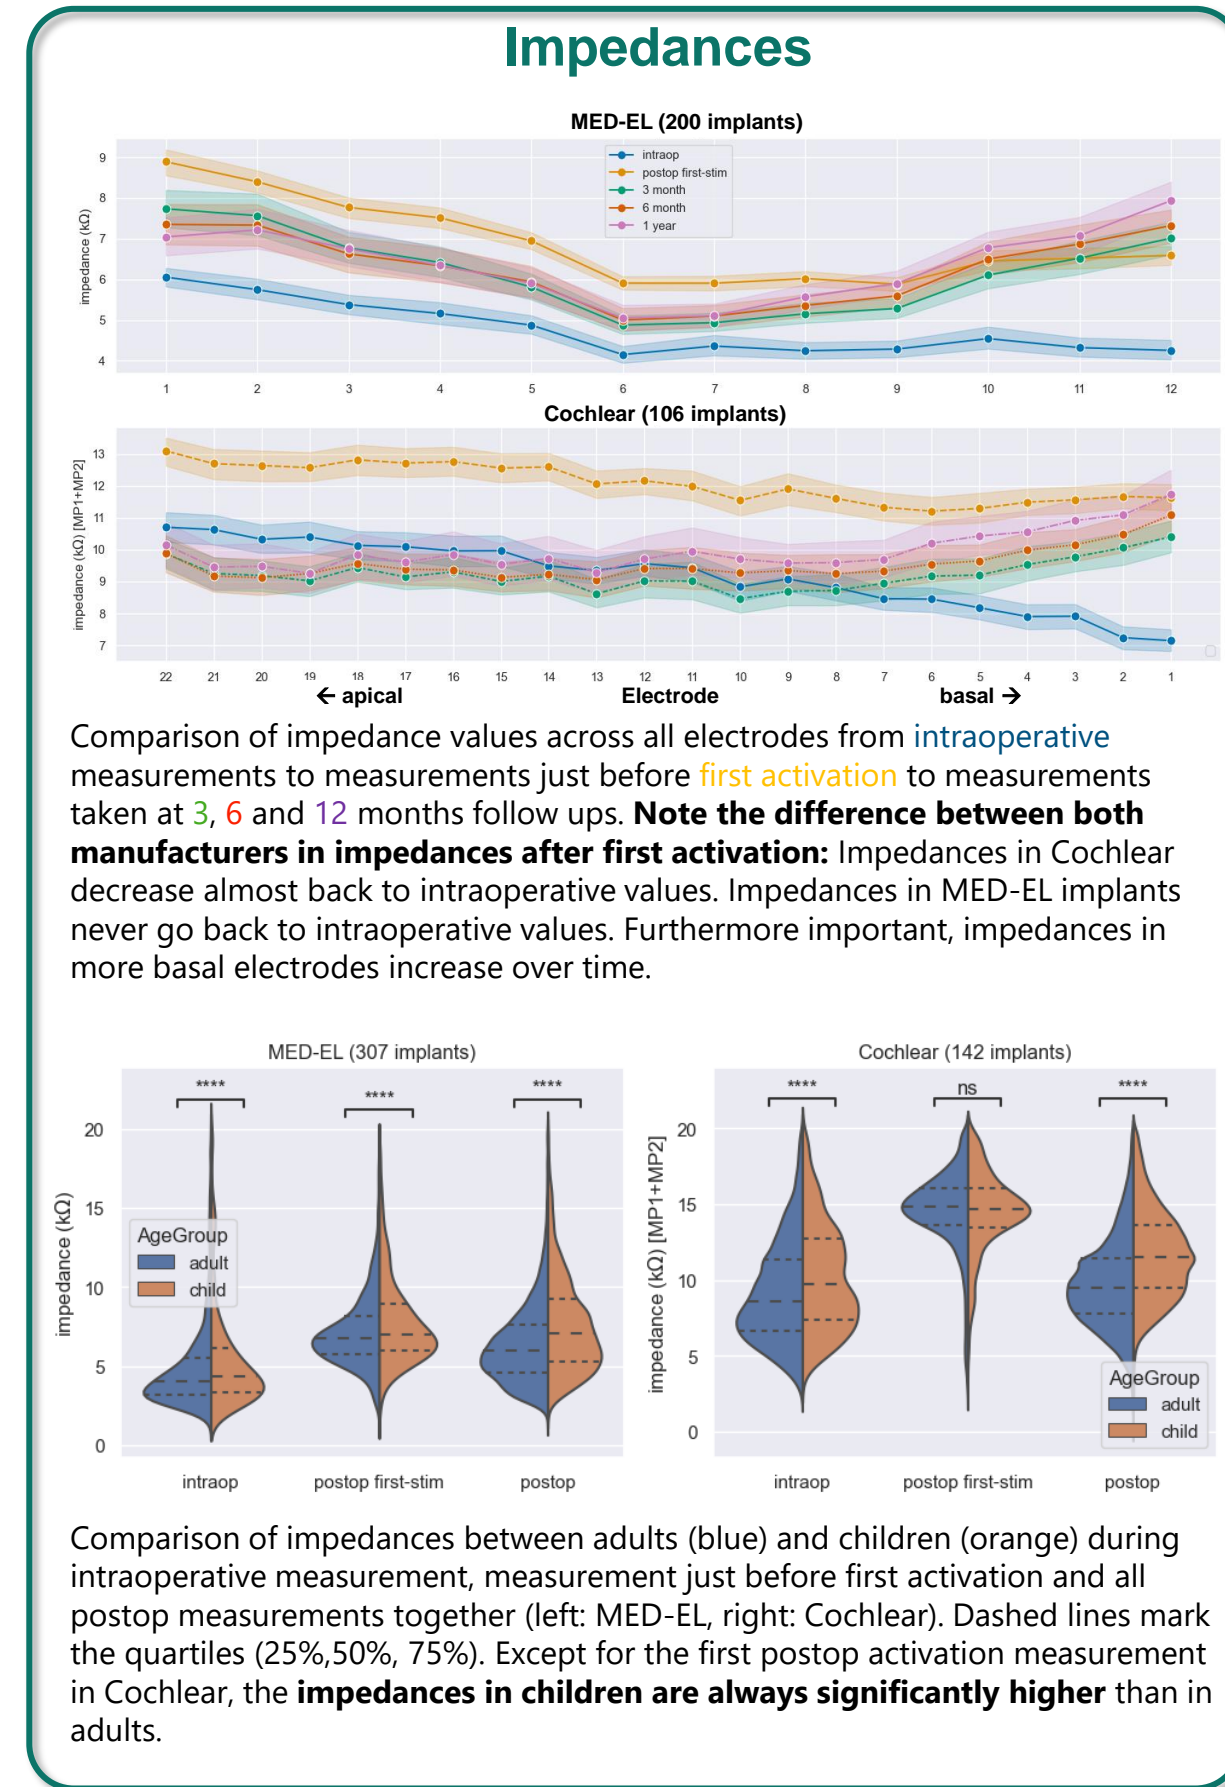 Impedances
MED-EL (200 implants)
impedance (kΩ)
9
8
7
6
5
4
intraop
postop first-stim
3 month
6 month
1 year
1 2 3 4 5 6 7 8 9 10 11 12
Cochlear (106 implants)
impedance (kΩ) [MP1+MP2]
13
12
11
10
9
8
7
22 21 20 19 18 17 16 15 14 13 12 11 10 9 8 7 6 5 4 3 2 1
← apical Electrode basal →
Comparison of impedance values across all electrodes from intraoperative
measurements to measurements just before first activation to measurements
taken at 3, 6 and 12 months follow ups. Note the difference between both
manufacturers in impedances after first activation: Impedances in Cochlear
decrease almost back to intraoperative values. Impedances in MED-EL implants
never go back to intraoperative values. Furthermore important, impedances in
more basal electrodes increase over time.
MED-EL (307 implants)
impedance (kΩ)
20
15
10
5
0
**** **** ****
AgeGroup
adult
child
intraop postop first-stim postop
Cochlear (142 implants)
impedance (kΩ) [MP1+MP2]
20
15
10
5
0
**** ns ****
AgeGroup
adult
child
intraop postop first-stim postop
Comparison of impedances between adults (blue) and children (orange) during
intraoperative measurement, measurement just before first activation and all
postop measurements together (left: MED-EL, right: Cochlear). Dashed lines mark
the quartiles (25%,50%, 75%). Except for the first postop activation measurement
in Cochlear, the impedances in children are always significantly higher than in
adults.